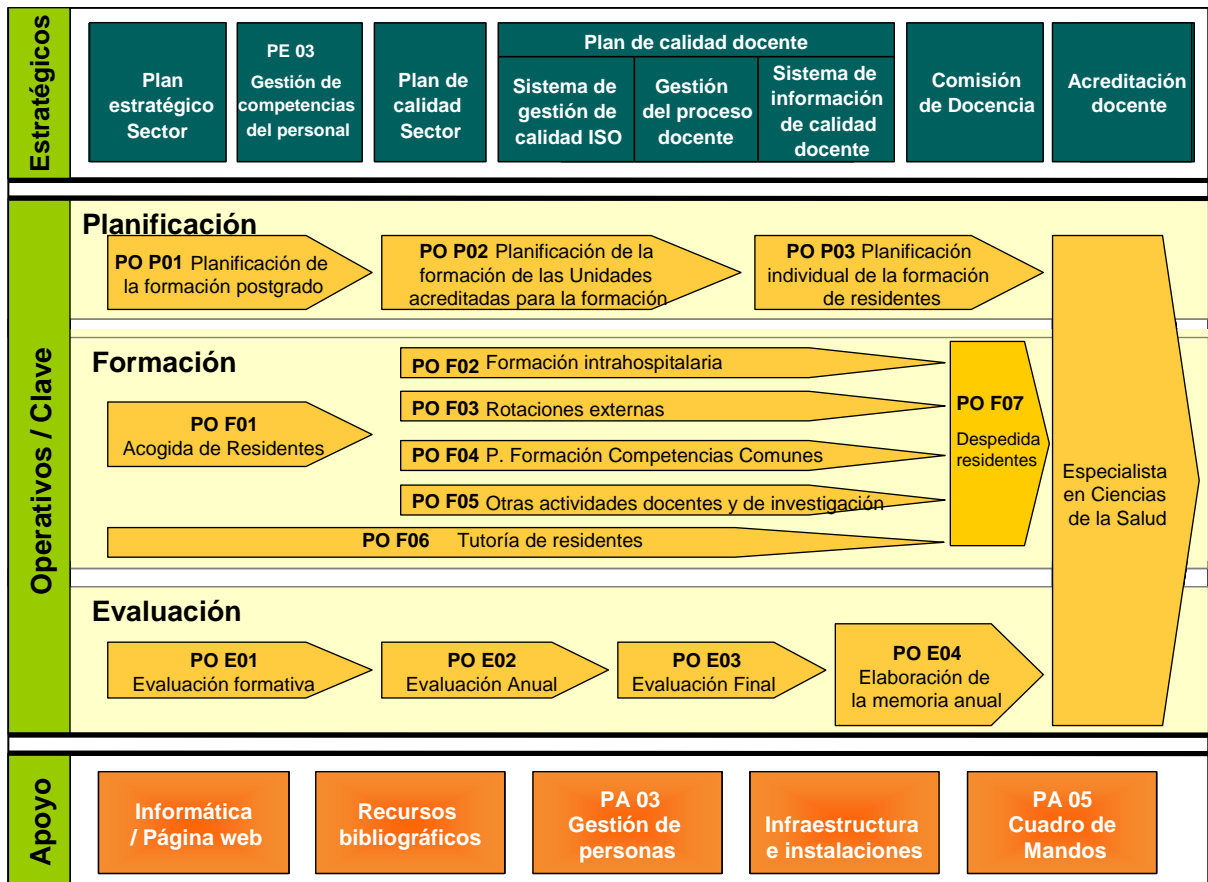 Estratégicos
Plan
estratégico
Sector
PE 03
Gestión de
competencias
del personal
Plan de
calidad
Sector
Plan de calidad docente
Sistema de
gestión de
calidad ISO
Gestión
del proceso
docente
Sistema de
información
de calidad
docente
Comisión
de Docencia
Acreditación
docente
Operativos / Clave
Planificación
PO P01 Planificación de
la formación postgrado
PO P02 Planificación de la
formación de las Unidades
acreditadas para la formación
PO P03 Planificación
individual de la formación
de residentes
Formación
PO F01
Acogida de Residentes
PO F02 Formación intrahospitalaria
PO F03 Rotaciones externas
PO F04 P. Formación Competencias Comunes
PO F05 Otras actividades docentes y de investigación
PO F06 Tutoría de residentes
PO F07
Despedida
residentes
Especialista
en Ciencias
de la Salud
Evaluación
PO E01
Evaluación formativa
PO E02
Evaluación Anual
PO E03
Evaluación Final
PO E04
Elaboración de
la memoria anual
Apoyo
Informática
/ Página web
Recursos
bibliográficos
PA 03
Gestión de
personas
Infraestructura
e instalaciones
PA 05
Cuadro de
Mandos